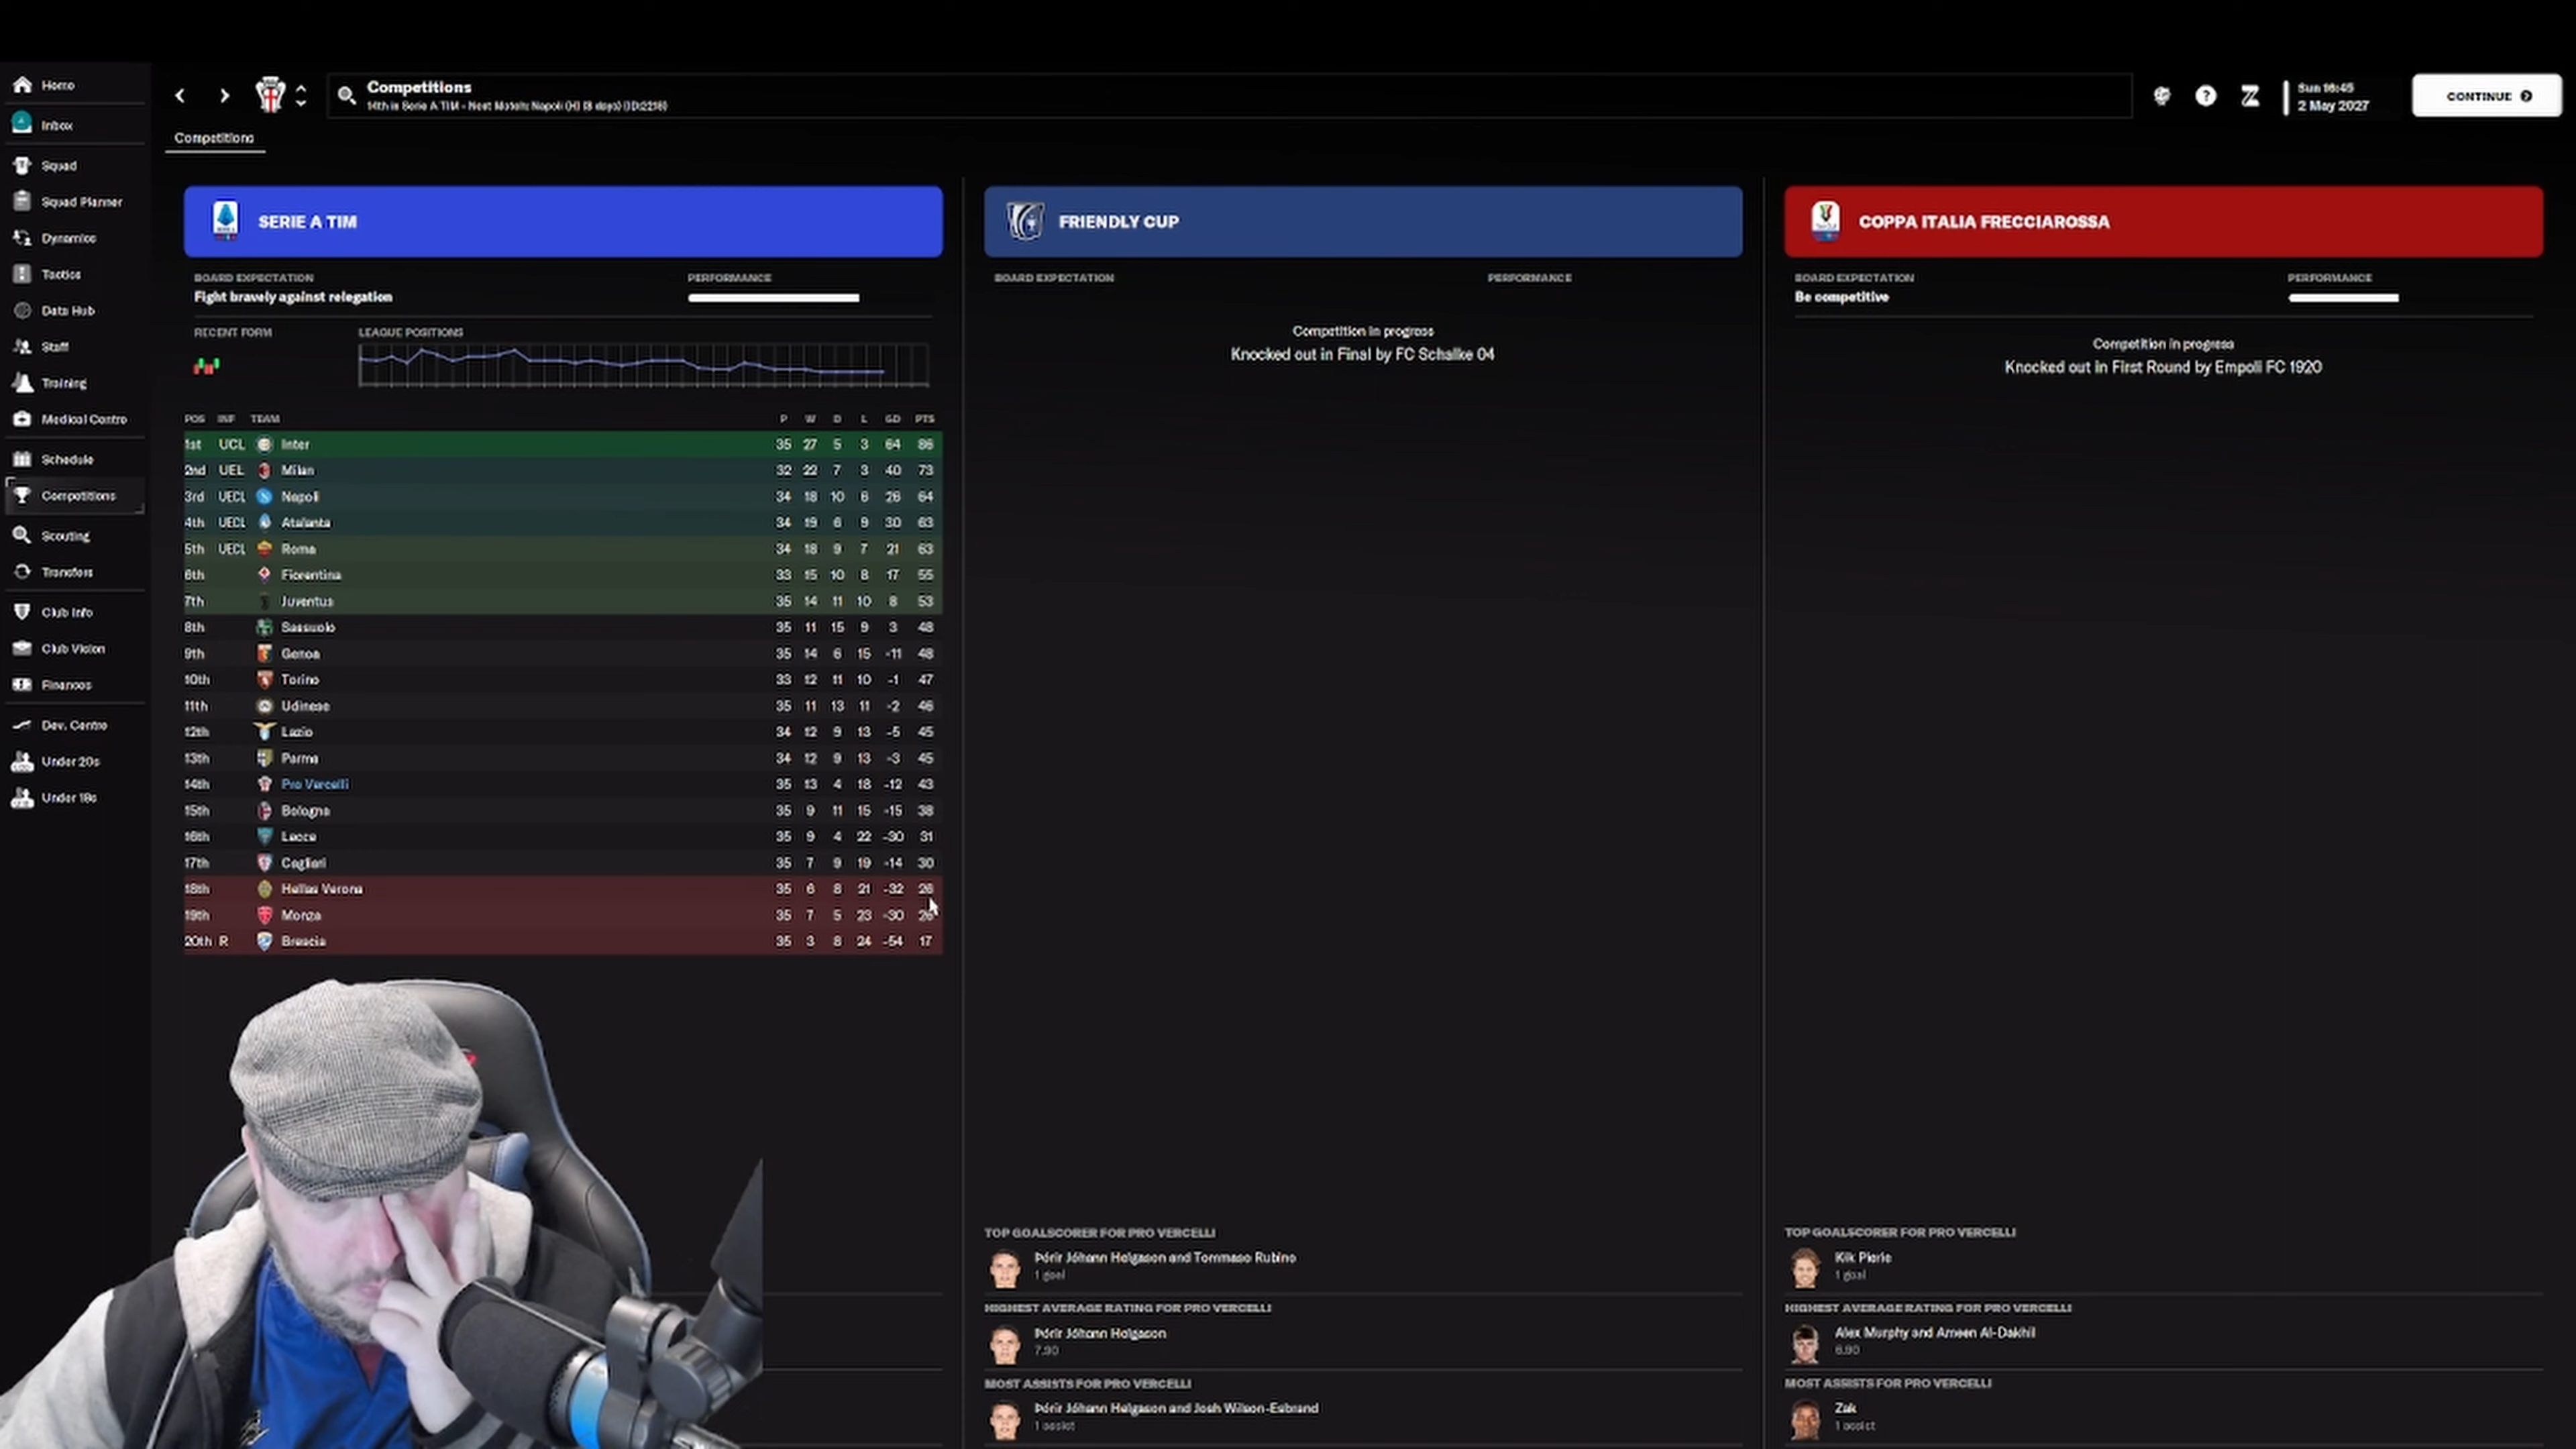 Home
Inbox
Squad
Squad Planner
Dynamics
Tactics
Data Hub
Staff
Training
Medical Centre
Schedule
Competitions
Scouting
Transfers
Club Info
Club Vision
Finances
Dev. Centre
Under 20s
Under 18s
Competitions
14th in Serie A TIM - Next Match: Napoli (H) (8 days) (ID:2216)
Sun 16:45
2 May 2027
CONTINUE
Competitions
SERIE A TIM
BOARD EXPECTATION PERFORMANCE
Fight bravely against relegation
RECENT FORM LEAGUE POSITIONS
POS INF TEAM P W D L GD PTS
1st UCL Inter 35 27 5 3 64 86
2nd UEL Milan 32 22 7 3 40 73
3rd UECL Napoli 34 18 10 6 26 64
4th UECL Atalanta 34 19 6 9 30 63
5th UECL Roma 34 18 9 7 21 63
6th Fiorentina 33 15 10 8 17 55
7th Juventus 35 14 11 10 8 53
8th Sassuolo 35 11 15 9 3 48
9th Genoa 35 14 6 15 -11 48
10th Torino 33 12 11 10 -1 47
11th Udinese 35 11 13 11 -2 46
12th Lazio 34 12 9 13 -5 45
13th Parma 34 12 9 13 -3 45
14th Pro Vercelli 35 13 4 18 -12 43
15th Bologna 35 9 11 15 -15 38
16th Lecce 35 9 4 22 -30 31
17th Cagliari 35 7 9 19 -14 30
18th Hellas Verona 35 6 8 21 -32 26
19th Monza 35 7 5 23 -30 26
20th R Brescia 35 3 8 24 -54 17
FRIENDLY CUP
BOARD EXPECTATION PERFORMANCE
Competition in progress
Knocked out in Final by FC Schalke 04
TOP GOALSCORER FOR PRO VERCELLI
Þórir Jóhann Helgason and Tommaso Rubino
1 goal
HIGHEST AVERAGE RATING FOR PRO VERCELLI
Þórir Jóhann Helgason
7.90
MOST ASSISTS FOR PRO VERCELLI
Þórir Jóhann Helgason and Josh Wilson-Esbrand
1 assist
COPPA ITALIA FRECCIAROSSA
BOARD EXPECTATION PERFORMANCE
Be competitive
Competition in progress
Knocked out in First Round by Empoli FC 1920
TOP GOALSCORER FOR PRO VERCELLI
Kik Pierie
1 goal
HIGHEST AVERAGE RATING FOR PRO VERCELLI
Alex Murphy and Ameen Al-Dakhil
6.90
MOST ASSISTS FOR PRO VERCELLI
Zak
1 assist